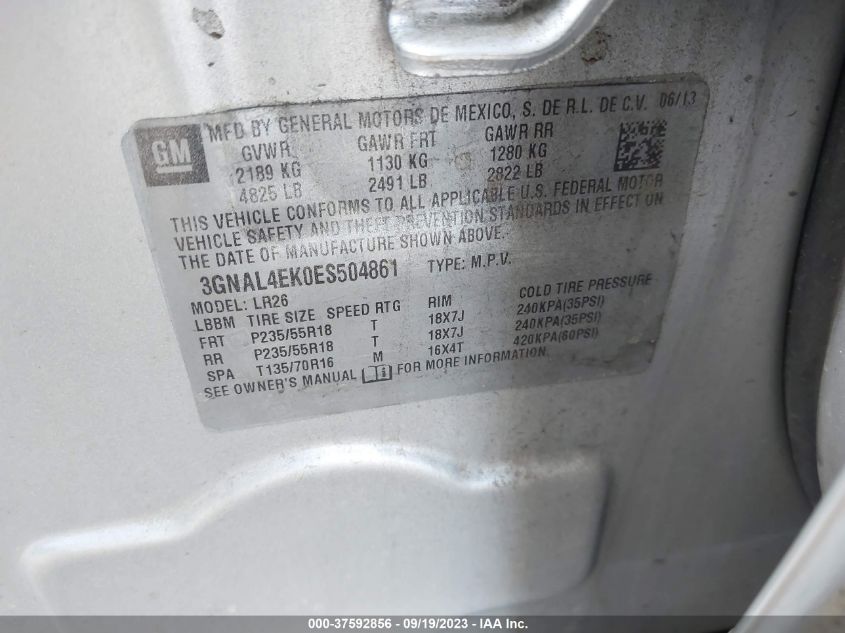 GM
MFD BY GENERAL MOTORS DE MEXICO, S. DE R.L. DE C.V. 06/13
GVWR GAWR FRT GAWR RR
2189 KG 1130 KG 1280 KG
4825 LB 2491 LB 2822 LB
THIS VEHICLE CONFORMS TO ALL APPLICABLE U.S. FEDERAL MOTOR
VEHICLE SAFETY AND THEFT PREVENTION STANDARDS IN EFFECT ON
THE DATE OF MANUFACTURE SHOWN ABOVE.
3GNAL4EK0ES504861 TYPE: M.P.V.
MODEL: LR26
LBBM TIRE SIZE SPEED RTG RIM COLD TIRE PRESSURE
FRT P235/55R18 T 18X7J 240KPA(35PSI)
RR P235/55R18 T 18X7J 240KPA(35PSI)
SPA T135/70R16 M 16X4T 420KPA(60PSI)
SEE OWNER'S MANUAL FOR MORE INFORMATION.
000-37592856 - 09/19/2023 - IAA Inc.